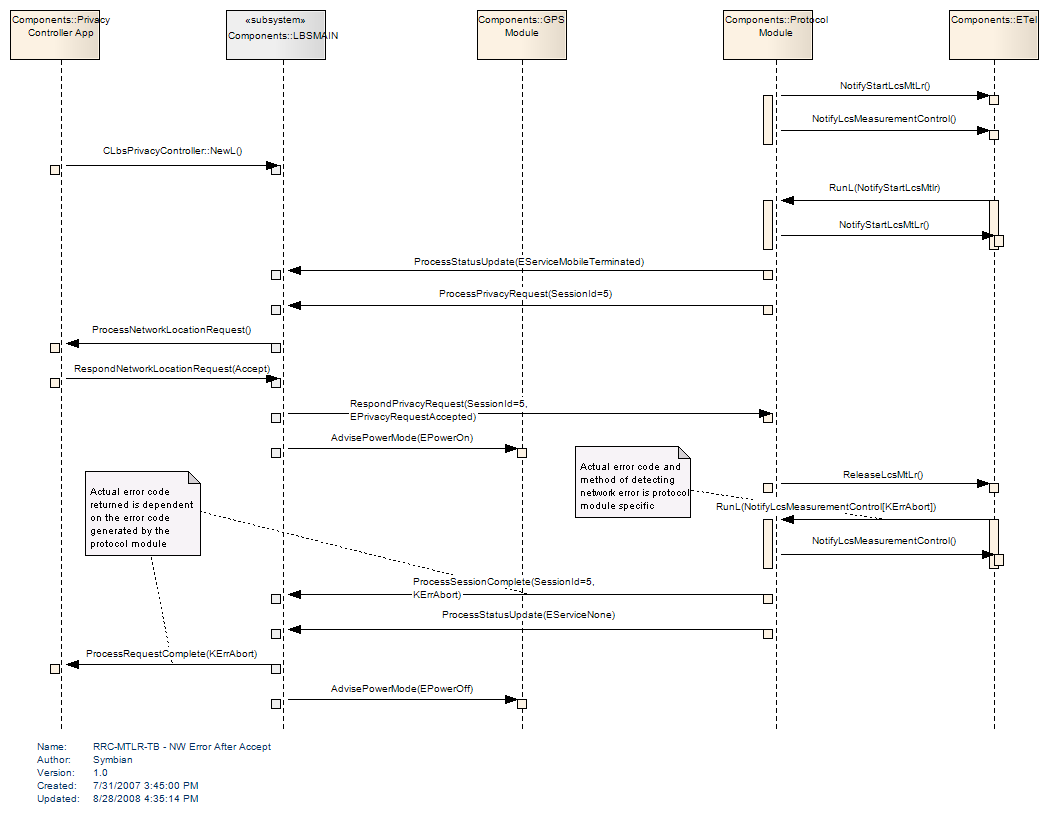 Components::Privacy
Controller App
«subsystem»
Components::LBSMAIN
Components::GPS
Module
Components::Protocol
Module
Components::ETel
NotifyStartLcsMtLr()
NotifyLcsMeasurementControl()
CLbsPrivacyController::NewL()
RunL(NotifyStartLcsMtlr)
NotifyStartLcsMtLr()
ProcessStatusUpdate(EServiceMobileTerminated)
ProcessPrivacyRequest(SessionId=5)
ProcessNetworkLocationRequest()
RespondNetworkLocationRequest(Accept)
RespondPrivacyRequest(SessionId=5,
EPrivacyRequestAccepted)
AdvisePowerMode(EPowerOn)
Actual error code and
method of detecting
network error is protocol
module specific
ReleaseLcsMtLr()
Actual error code
returned is dependent
on the error code
generated by the
protocol module
RunL(NotifyLcsMeasurementControl[KErrAbort])
NotifyLcsMeasurementControl()
ProcessSessionComplete(SessionId=5,
KErrAbort)
ProcessStatusUpdate(EServiceNone)
ProcessRequestComplete(KErrAbort)
AdvisePowerMode(EPowerOff)
Name: RRC-MTLR-TB - NW Error After Accept
Author: Symbian
Version: 1.0
Created: 7/31/2007 3:45:00 PM
Updated: 8/28/2008 4:35:14 PM